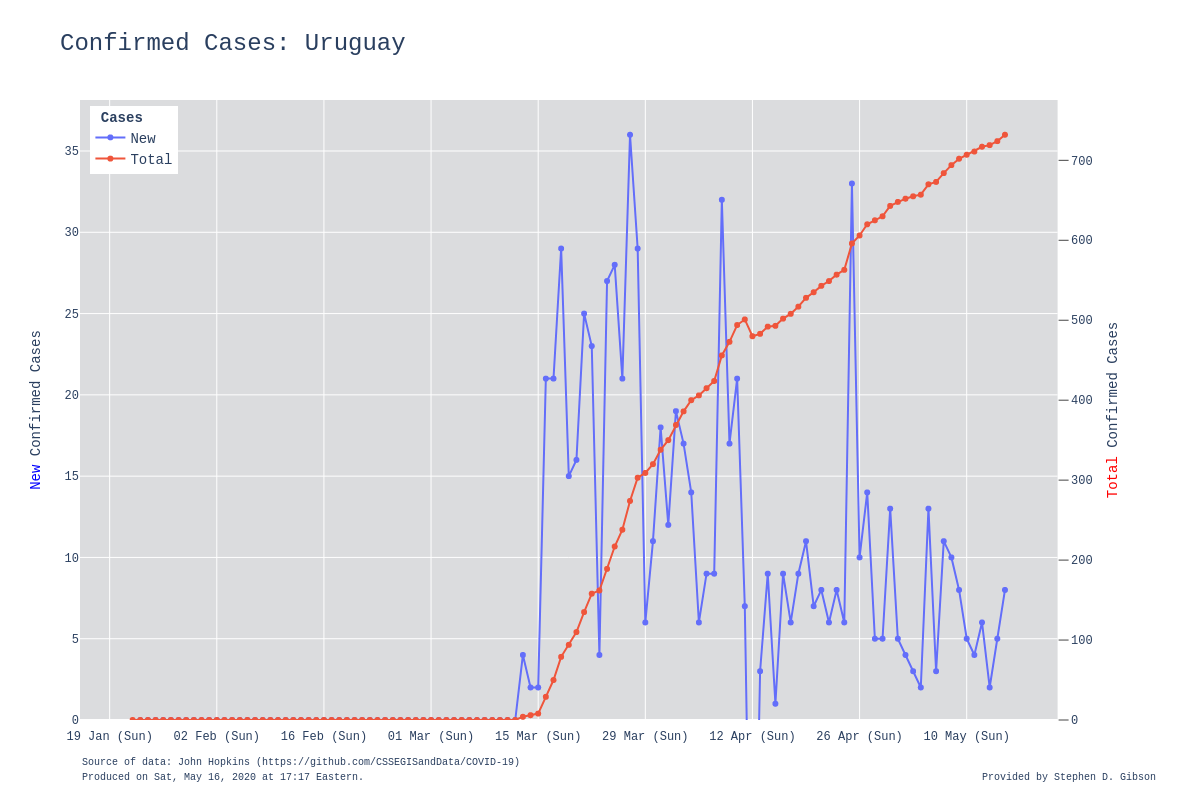 Confirmed Cases: Uruguay
Cases
New
Total
35
30
25
20
15
10
5
0
700
600
500
400
300
200
100
0
New Confirmed Cases
Total Confirmed Cases
19 Jan (Sun) 02 Feb (Sun) 16 Feb (Sun) 01 Mar (Sun) 15 Mar (Sun) 29 Mar (Sun) 12 Apr (Sun) 26 Apr (Sun) 10 May (Sun)
Source of data: John Hopkins (https://github.com/CSSEGISandData/COVID-19)
Produced on Sat, May 16, 2020 at 17:17 Eastern.
Provided by Stephen D. Gibson